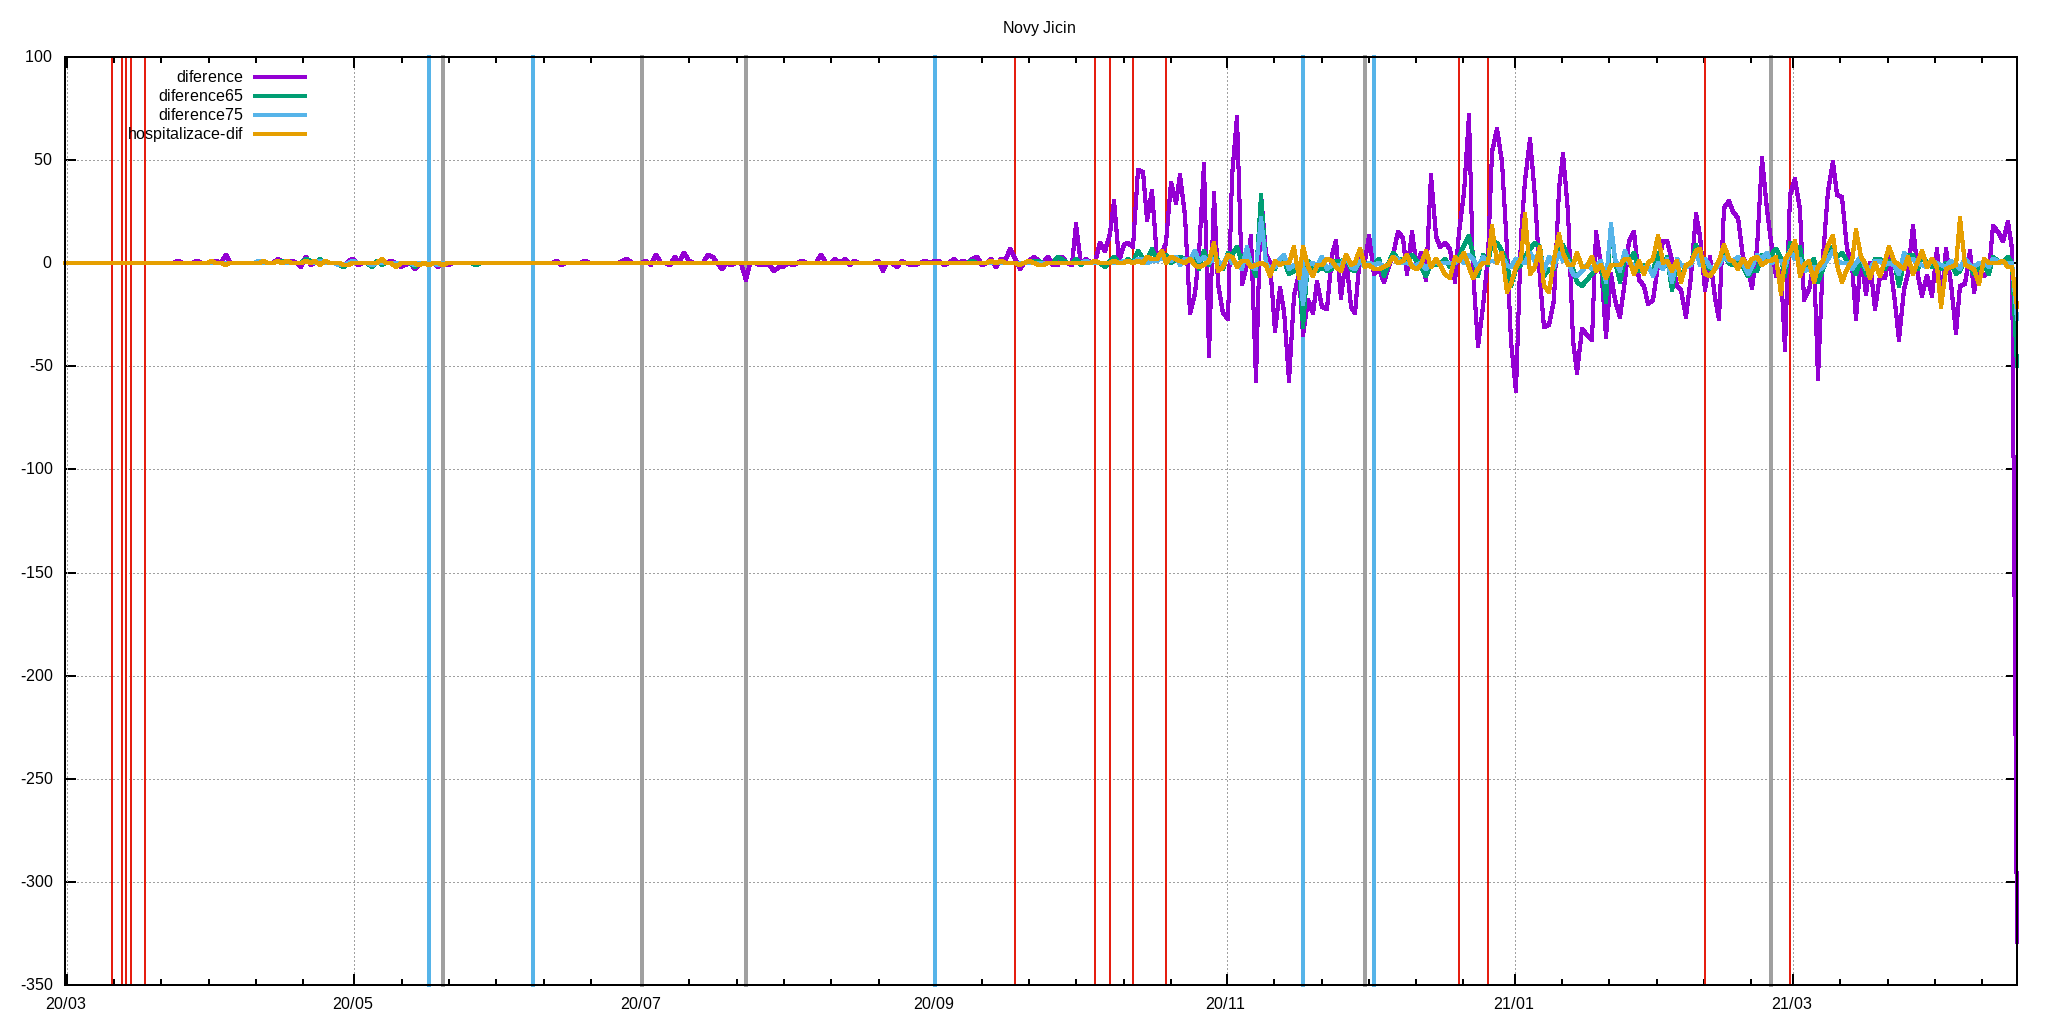 Novy Jicin
100
50
0
-50
-100
-150
-200
-250
-300
-350
diference
diference65
diference75
hospitalizace-dif
20/03 20/05 20/07 20/09 20/11 21/01 21/03